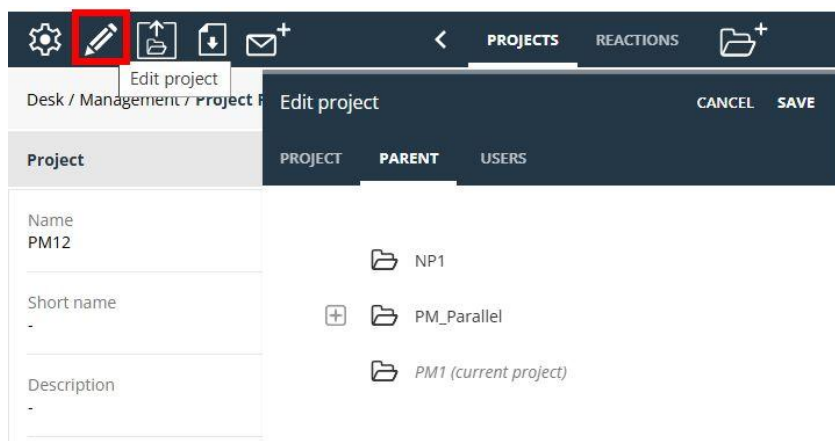 PROJECTS REACTIONS
Edit project
Desk / Management / Project
Edit project CANCEL SAVE
Project
PROJECT PARENT USERS
Name
PM12
NP1
Short name
-
PM_Parallel
Description
-
PM1 (current project)